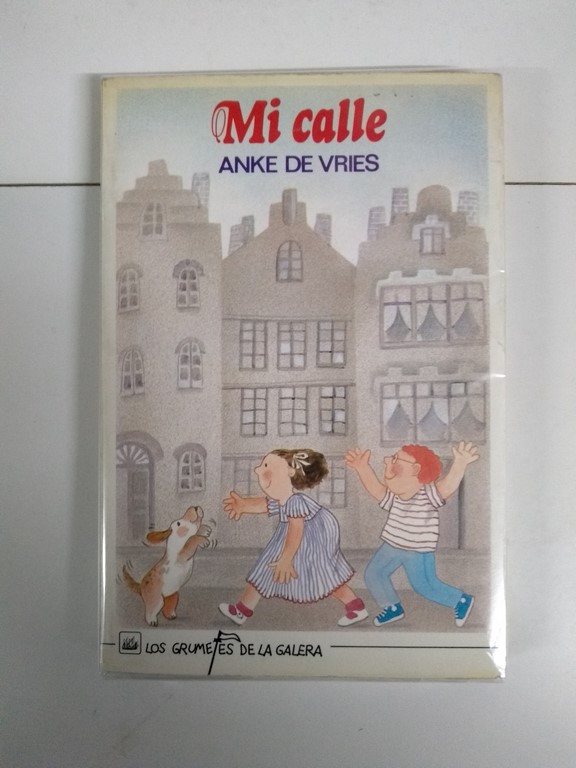 Mi calle
ANKE DE VRIES
LOS GRUMETES DE LA GALERA